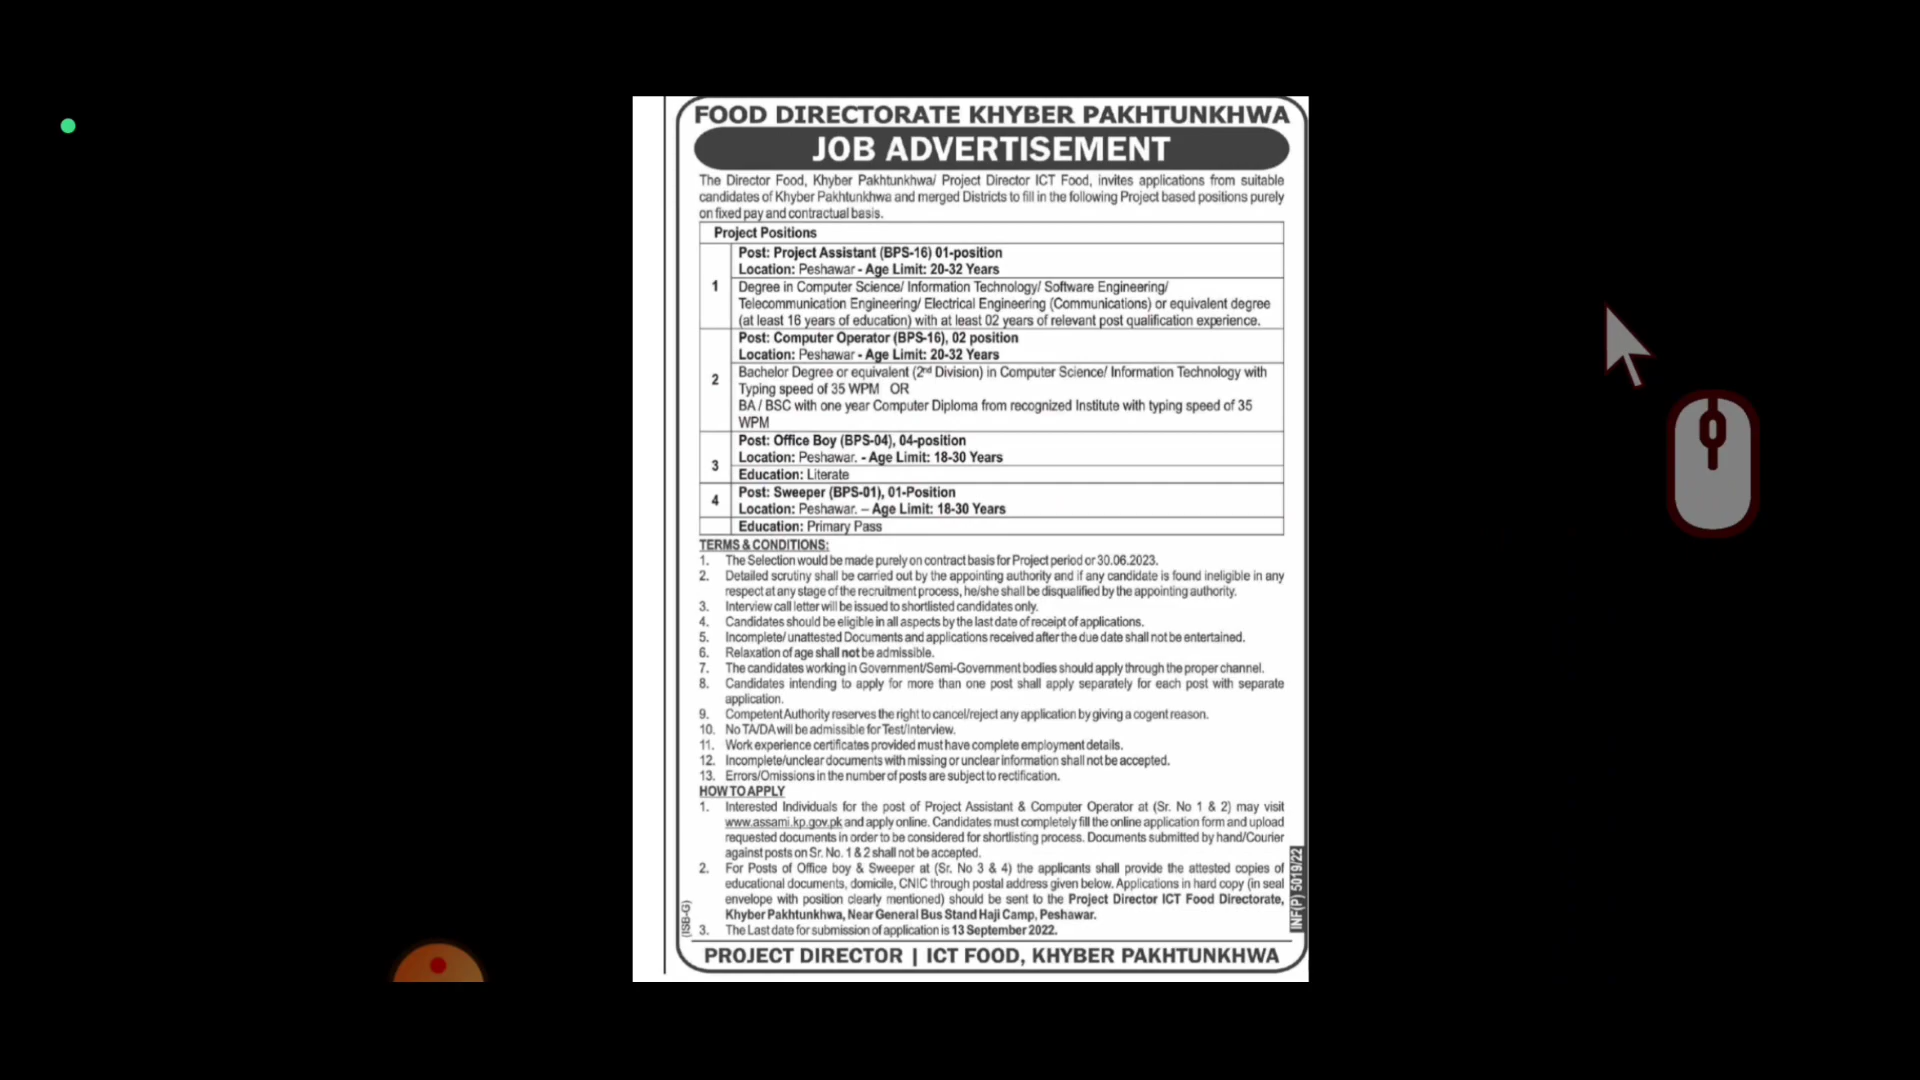 FOOD DIRECTORATE KHYBER PAKHTUNKHWA
JOB ADVERTISEMENT
The Director Food, Khyber Pakhtunkhwa/ Project Director ICT Food, invites applications from suitable
candidates of Khyber Pakhtunkhwa and merged Districts to fill in the following Project based positions purely
on fixed pay and contractual basis.
Project Positions
1
Post: Project Assistant (BPS-16) 01-position
Location: Peshawar - Age Limit: 20-32 Years
Degree in Computer Science/ Information Technology/ Software Engineering/
Telecommunication Engineering/ Electrical Engineering (Communications) or equivalent degree
(at least 16 years of education) with at least 02 years of relevant post qualification experience.
2
Post: Computer Operator (BPS-16), 02 position
Location: Peshawar - Age Limit: 20-32 Years
Bachelor Degree or equivalent (2nd Division) in Computer Science/ Information Technology with
Typing speed of 35 WPM OR
BA / BSC with one year Computer Diploma from recognized Institute with typing speed of 35
WPM
3
Post: Office Boy (BPS-04), 04-position
Location: Peshawar. - Age Limit: 18-30 Years
Education: Literate
4
Post: Sweeper (BPS-01), 01-Position
Location: Peshawar. – Age Limit: 18-30 Years
Education: Primary Pass
TERMS & CONDITIONS:
1. The Selection would be made purely on contract basis for Project period or 30.06.2023.
2. Detailed scrutiny shall be carried out by the appointing authority and if any candidate is found ineligible in any
respect at any stage of the recruitment process, he/she shall be disqualified by the appointing authority.
3. Interview call letter will be issued to shortlisted candidates only.
4. Candidates should be eligible in all aspects by the last date of receipt of applications.
5. Incomplete/ unattested Documents and applications received after the due date shall not be entertained.
6. Relaxation of age shall not be admissible.
7. The candidates working in Government/Semi-Government bodies should apply through the proper channel.
8. Candidates intending to apply for more than one post shall apply separately for each post with separate
application.
9. Competent Authority reserves the right to cancel/reject any application by giving a cogent reason.
10. No TA/DA will be admissible for Test/Interview.
11. Work experience certificates provided must have complete employment details.
12. Incomplete/unclear documents with missing or unclear information shall not be accepted.
13. Errors/Omissions in the number of posts are subject to rectification.
HOW TO APPLY
1. Interested Individuals for the post of Project Assistant & Computer Operator at (Sr. No 1 & 2) may visit
www.assami.kp.gov.pk and apply online. Candidates must completely fill the online application form and upload
requested documents in order to be considered for shortlisting process. Documents submitted by hand/Courier
against posts on Sr. No. 1 & 2 shall not be accepted.
2. For Posts of Office boy & Sweeper at (Sr. No 3 & 4) the applicants shall provide the attested copies of
educational documents, domicile, CNIC through postal address given below. Applications in hard copy (in seal
envelope with position clearly mentioned) should be sent to the Project Director ICT Food Directorate,
Khyber Pakhtunkhwa, Near General Bus Stand Haji Camp, Peshawar.
3. The Last date for submission of application is 13 September 2022.
(ISB-G)
INF(P) 5019/22
PROJECT DIRECTOR | ICT FOOD, KHYBER PAKHTUNKHWA